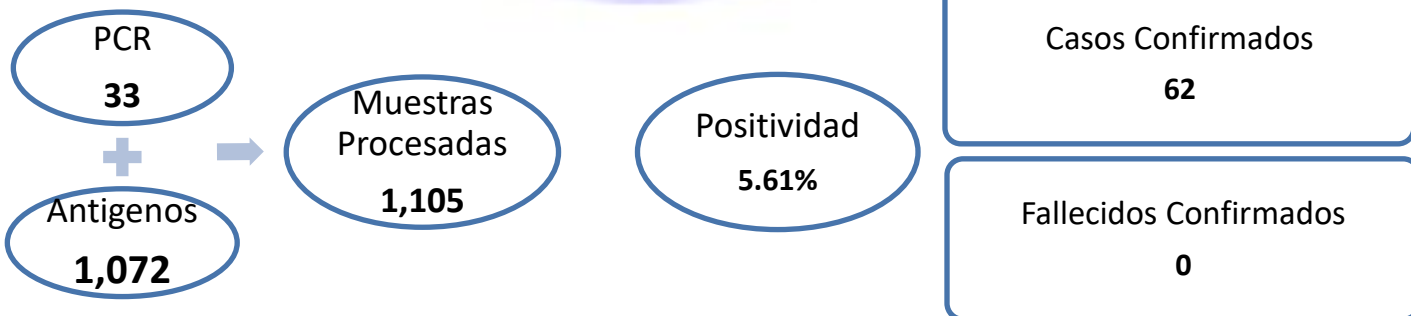 PCR
33
Antigenos
1,072
Muestras
Procesadas
1,105
Positividad
5.61%
Casos Confirmados
62
Fallecidos Confirmados
0